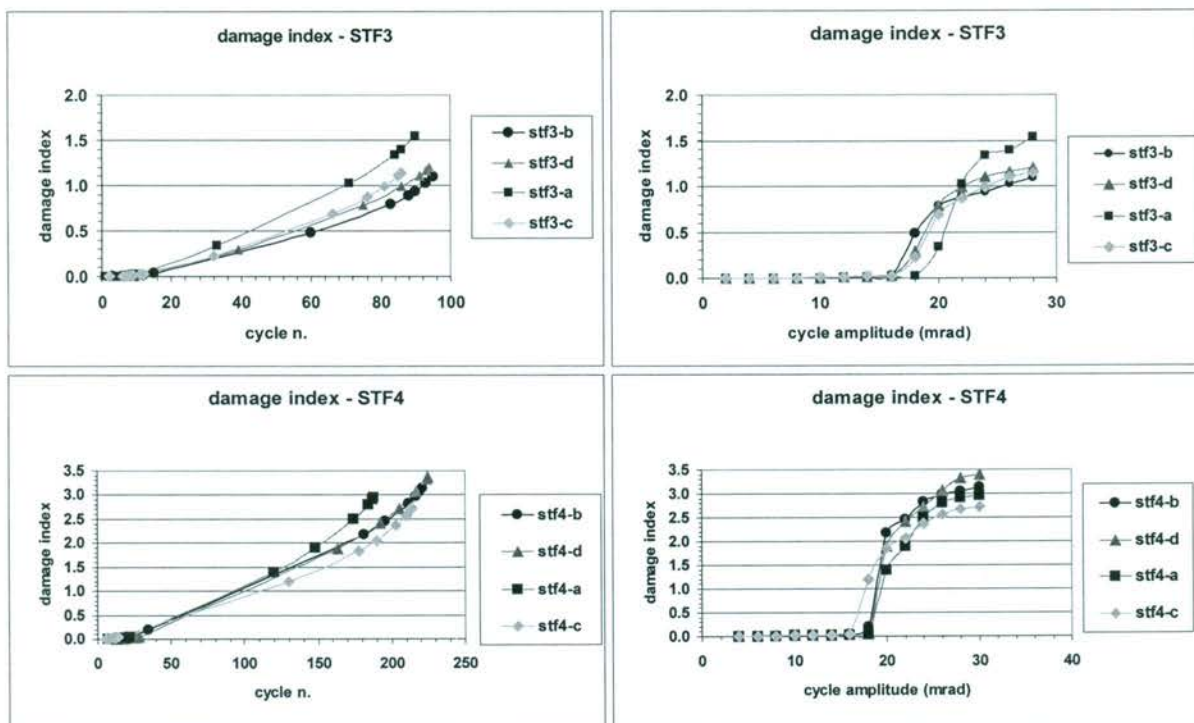 damage index - STF3
2.0
1.5
1.0
0.5
0.0
0 20 40 60 80 100
damage index
cycle n.
stf3-b
stf3-d
stf3-a
stf3-c
damage index - STF3
2.0
1.5
1.0
0.5
0.0
0 10 20 30
damage index
cycle amplitude (mrad)
stf3-b
stf3-d
stf3-a
stf3-c
damage index - STF4
3.5
3.0
2.5
2.0
1.5
1.0
0.5
0.0
0 50 100 150 200 250
damage index
cycle n.
stf4-b
stf4-d
stf4-a
stf4-c
damage index - STF4
3.5
3.0
2.5
2.0
1.5
1.0
0.5
0.0
0 10 20 30 40
damage index
cycle amplitude (mrad)
stf4-b
stf4-d
stf4-a
stf4-c